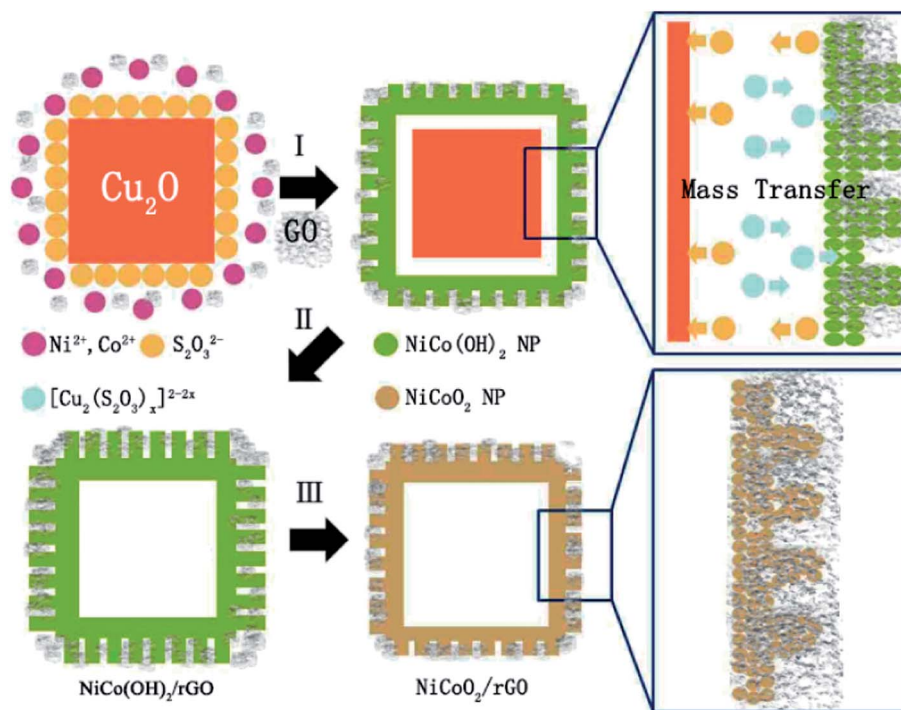 Cu₂O
I
GO
Mass Transfer
II
Ni²⁺, Co²⁺
S₂O₃²⁻
NiCo(OH)₂ NP
[Cu₂(S₂O₃)ₓ]²⁻²ˣ
NiCoO₂ NP
III
NiCo(OH)₂/rGO
NiCoO₂/rGO